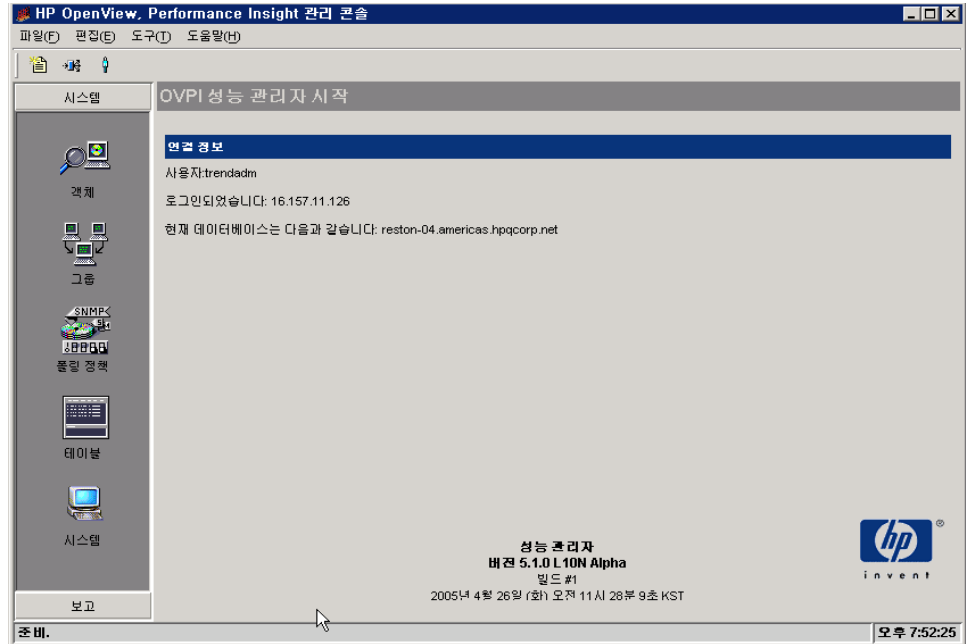 HP OpenView, Performance Insight 관리 콘솔
파일(F) 편집(E) 도구(T) 도움말(H)
시스템
OVPI 성능 관리자 시작
연결 정보
사용자:trendadm
로그인되었습니다: 16.157.11.126
현재 데이터베이스는 다음과 같습니다: reston-04.americas.hpqcorp.net
객체
그룹
SNMP
폴링 정책
테이블
시스템
성능 관리자
버전 5.1.0 L10N Alpha
빌드 #1
2005년 4월 26일 (화) 오전 11시 28분 9초 KST
hp
®
invent
보고
준비.
오후 7:52:25